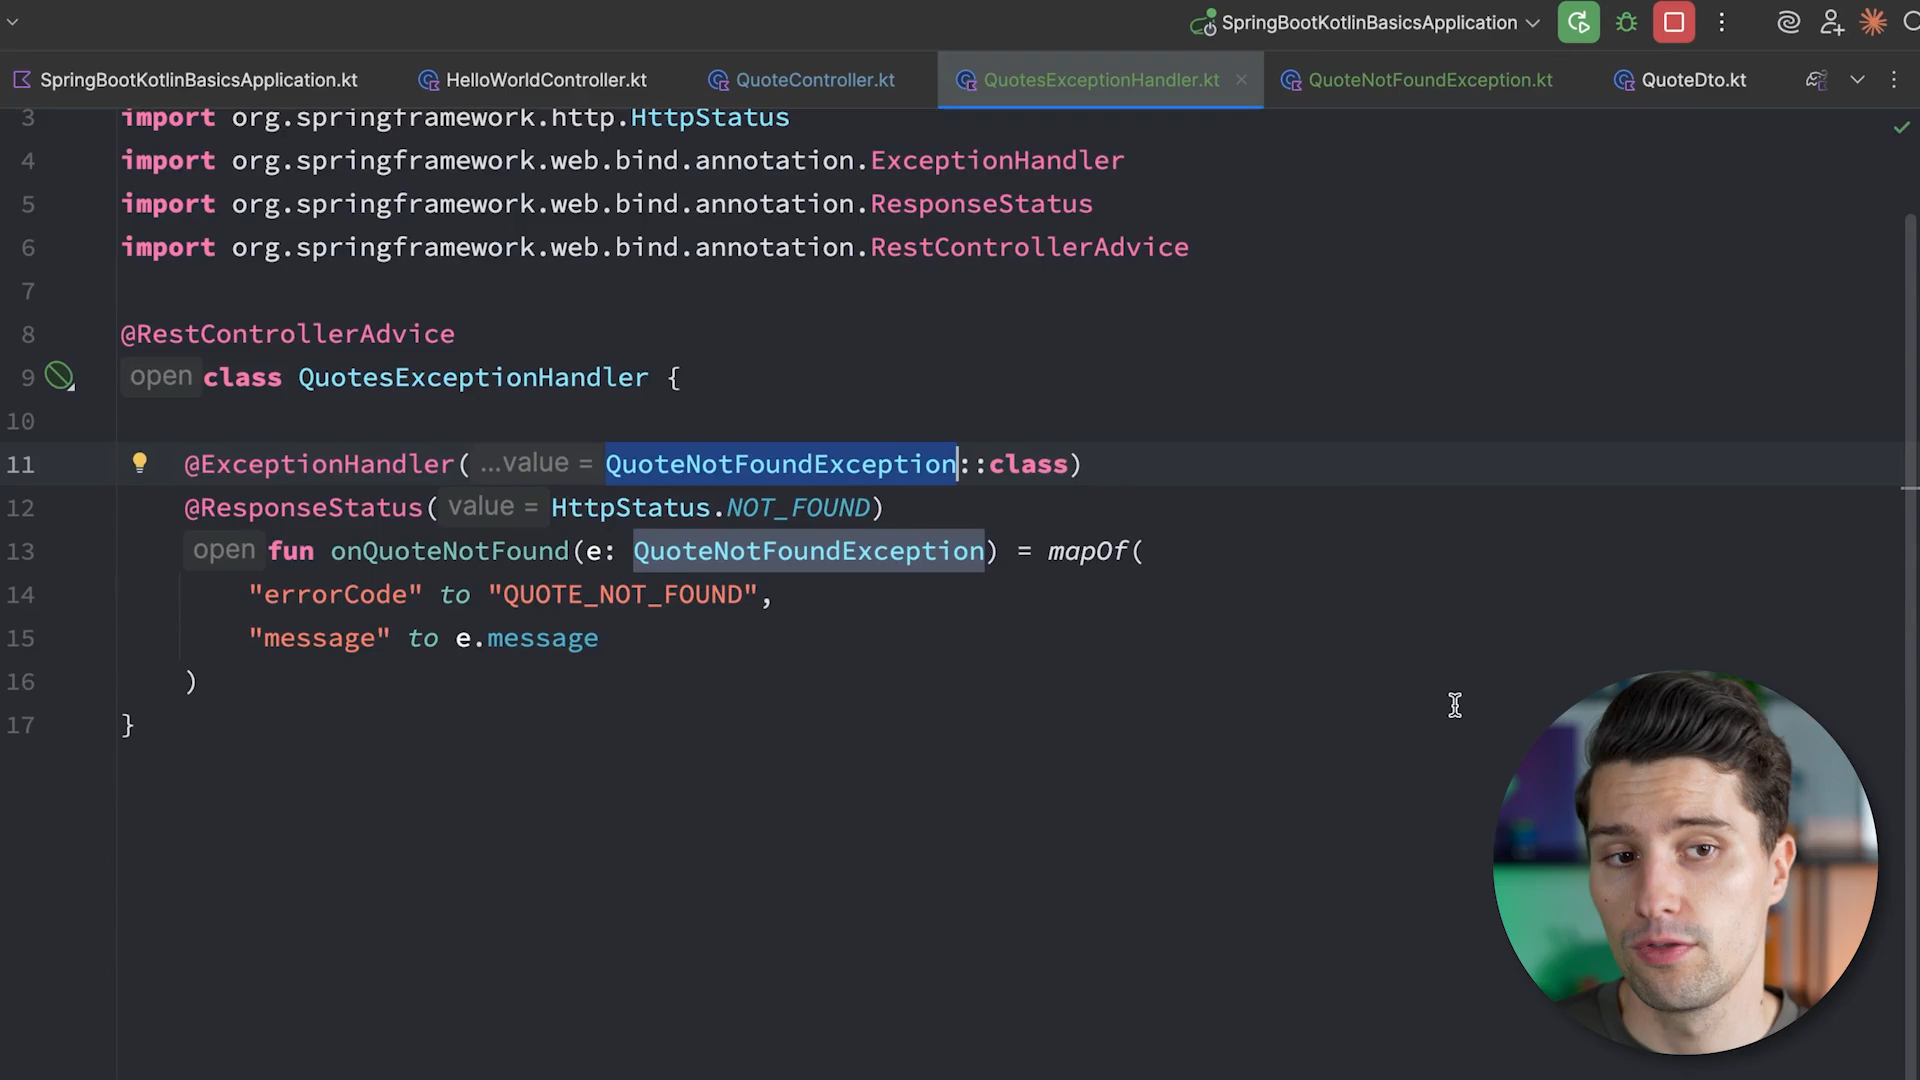 SpringBootKotlinBasicsApplication
SpringBootKotlinBasicsApplication.kt HelloWorldController.kt QuoteController.kt QuotesExceptionHandler.kt QuoteNotFoundException.kt QuoteDto.kt
3 import org.springframework.http.HttpStatus
4 import org.springframework.web.bind.annotation.ExceptionHandler
5 import org.springframework.web.bind.annotation.ResponseStatus
6 import org.springframework.web.bind.annotation.RestControllerAdvice
7
8 @RestControllerAdvice
9 open class QuotesExceptionHandler {
10
11 @ExceptionHandler( ...value = QuoteNotFoundException::class)
12 @ResponseStatus( value = HttpStatus.NOT_FOUND)
13 open fun onQuoteNotFound(e: QuoteNotFoundException) = mapOf(
14 "errorCode" to "QUOTE_NOT_FOUND",
15 "message" to e.message
16 )
17 }